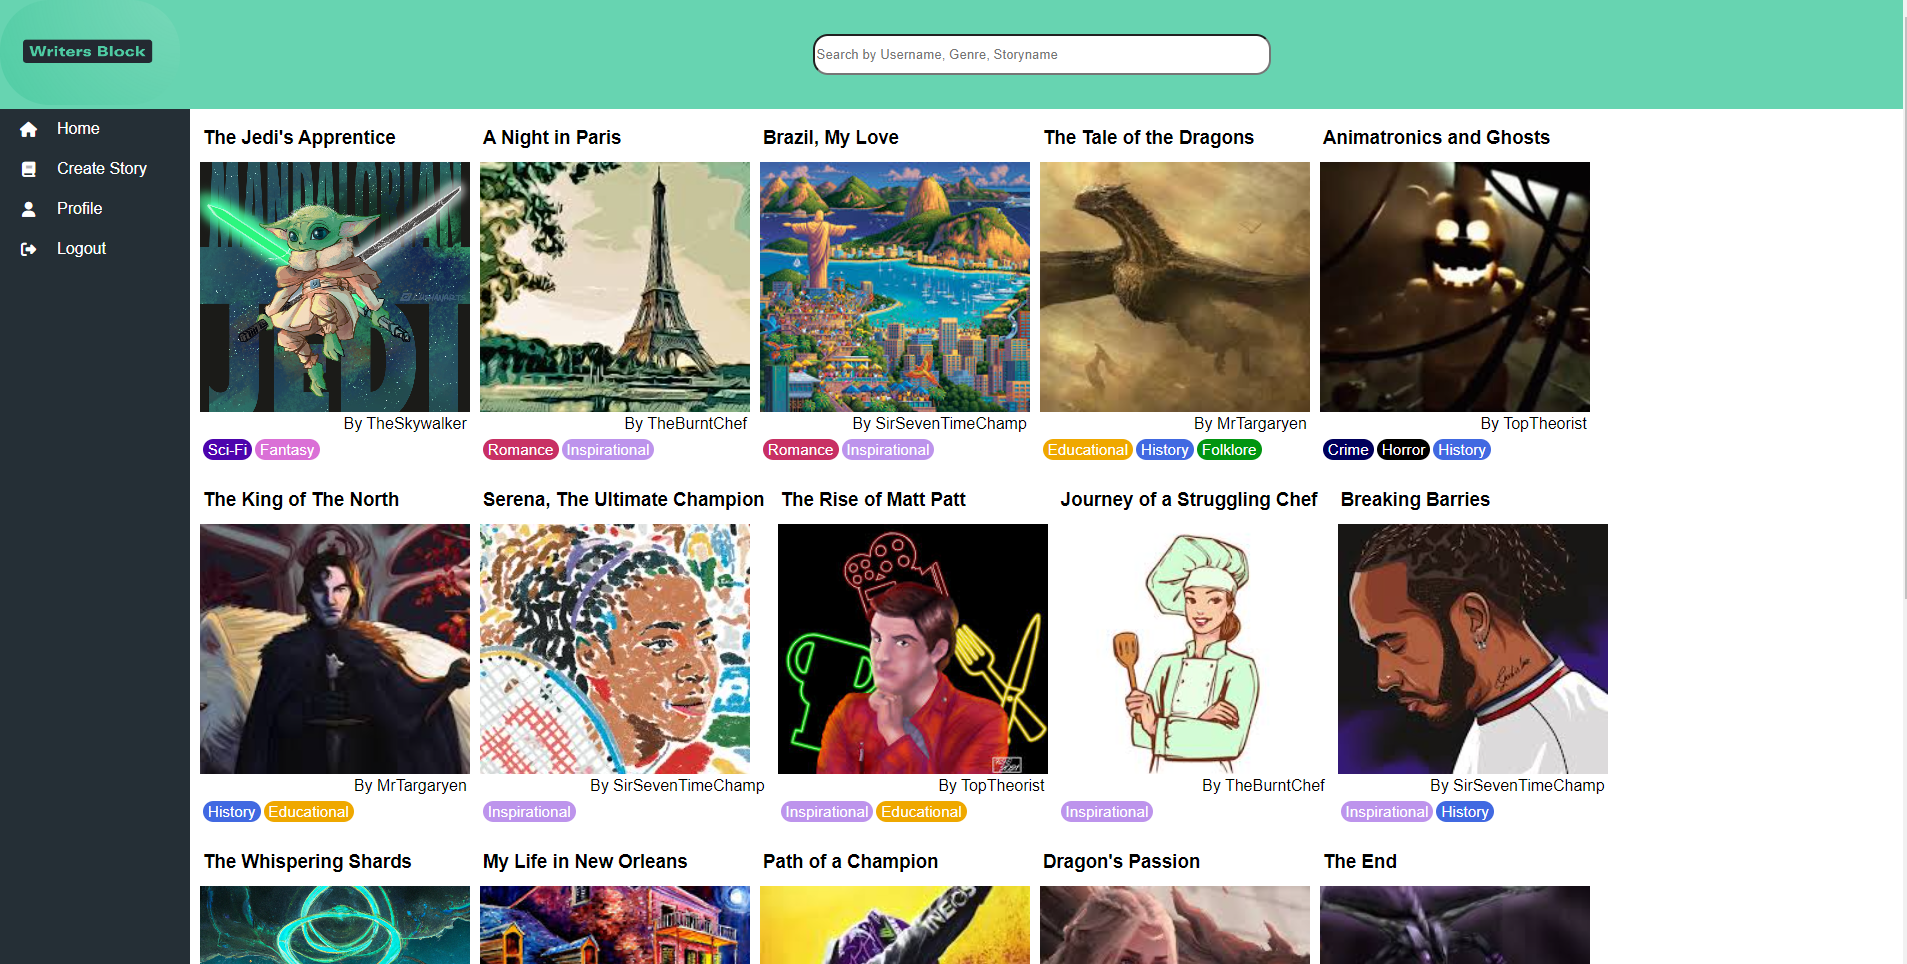 Writers Block
Search by Username, Genre, Storyname
Home
Create Story
Profile
Logout
The Jedi's Apprentice
MANDALORIAN
JEDI
By TheSkywalker
Sci-Fi Fantasy
A Night in Paris
By TheBurntChef
Romance Inspirational
Brazil, My Love
By SirSevenTimeChamp
Romance Inspirational
The Tale of the Dragons
By MrTargaryen
Educational History Folklore
Animatronics and Ghosts
By TopTheorist
Crime Horror History
The King of The North
By MrTargaryen
History Educational
Serena, The Ultimate Champion
By SirSevenTimeChamp
Inspirational
The Rise of Matt Patt
By TopTheorist
Inspirational Educational
Journey of a Struggling Chef
By TheBurntChef
Inspirational
Breaking Barries
By SirSevenTimeChamp
Inspirational History
The Whispering Shards
My Life in New Orleans
Path of a Champion
INEOS
Dragon's Passion
The End